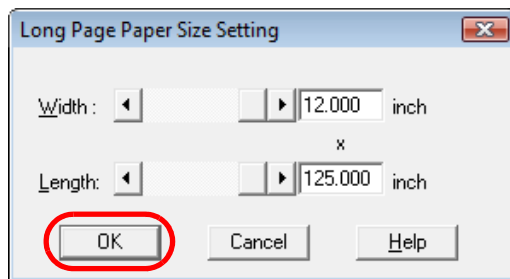 Long Page Paper Size Setting
Width : 12.000 inch
x
Length: 125.000 inch
OK Cancel Help